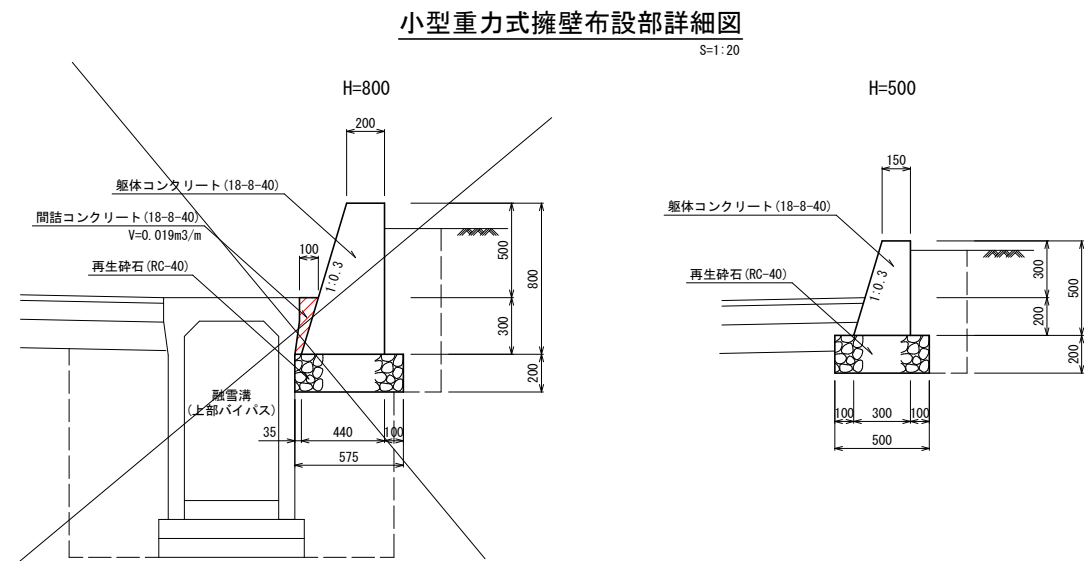 小型重力式擁壁布設部詳細図
S=1:20
H=800
200
躯体コンクリート(18-8-40)
間詰コンクリート(18-8-40)
V=0.019m3/m
100
再生砕石(RC-40)
1:0.3
500
300
800
200
融雪溝
(上部バイパス)
35
440
100
575
H=500
150
躯体コンクリート(18-8-40)
再生砕石(RC-40)
1:0.3
300
200
500
200
100
300
100
500